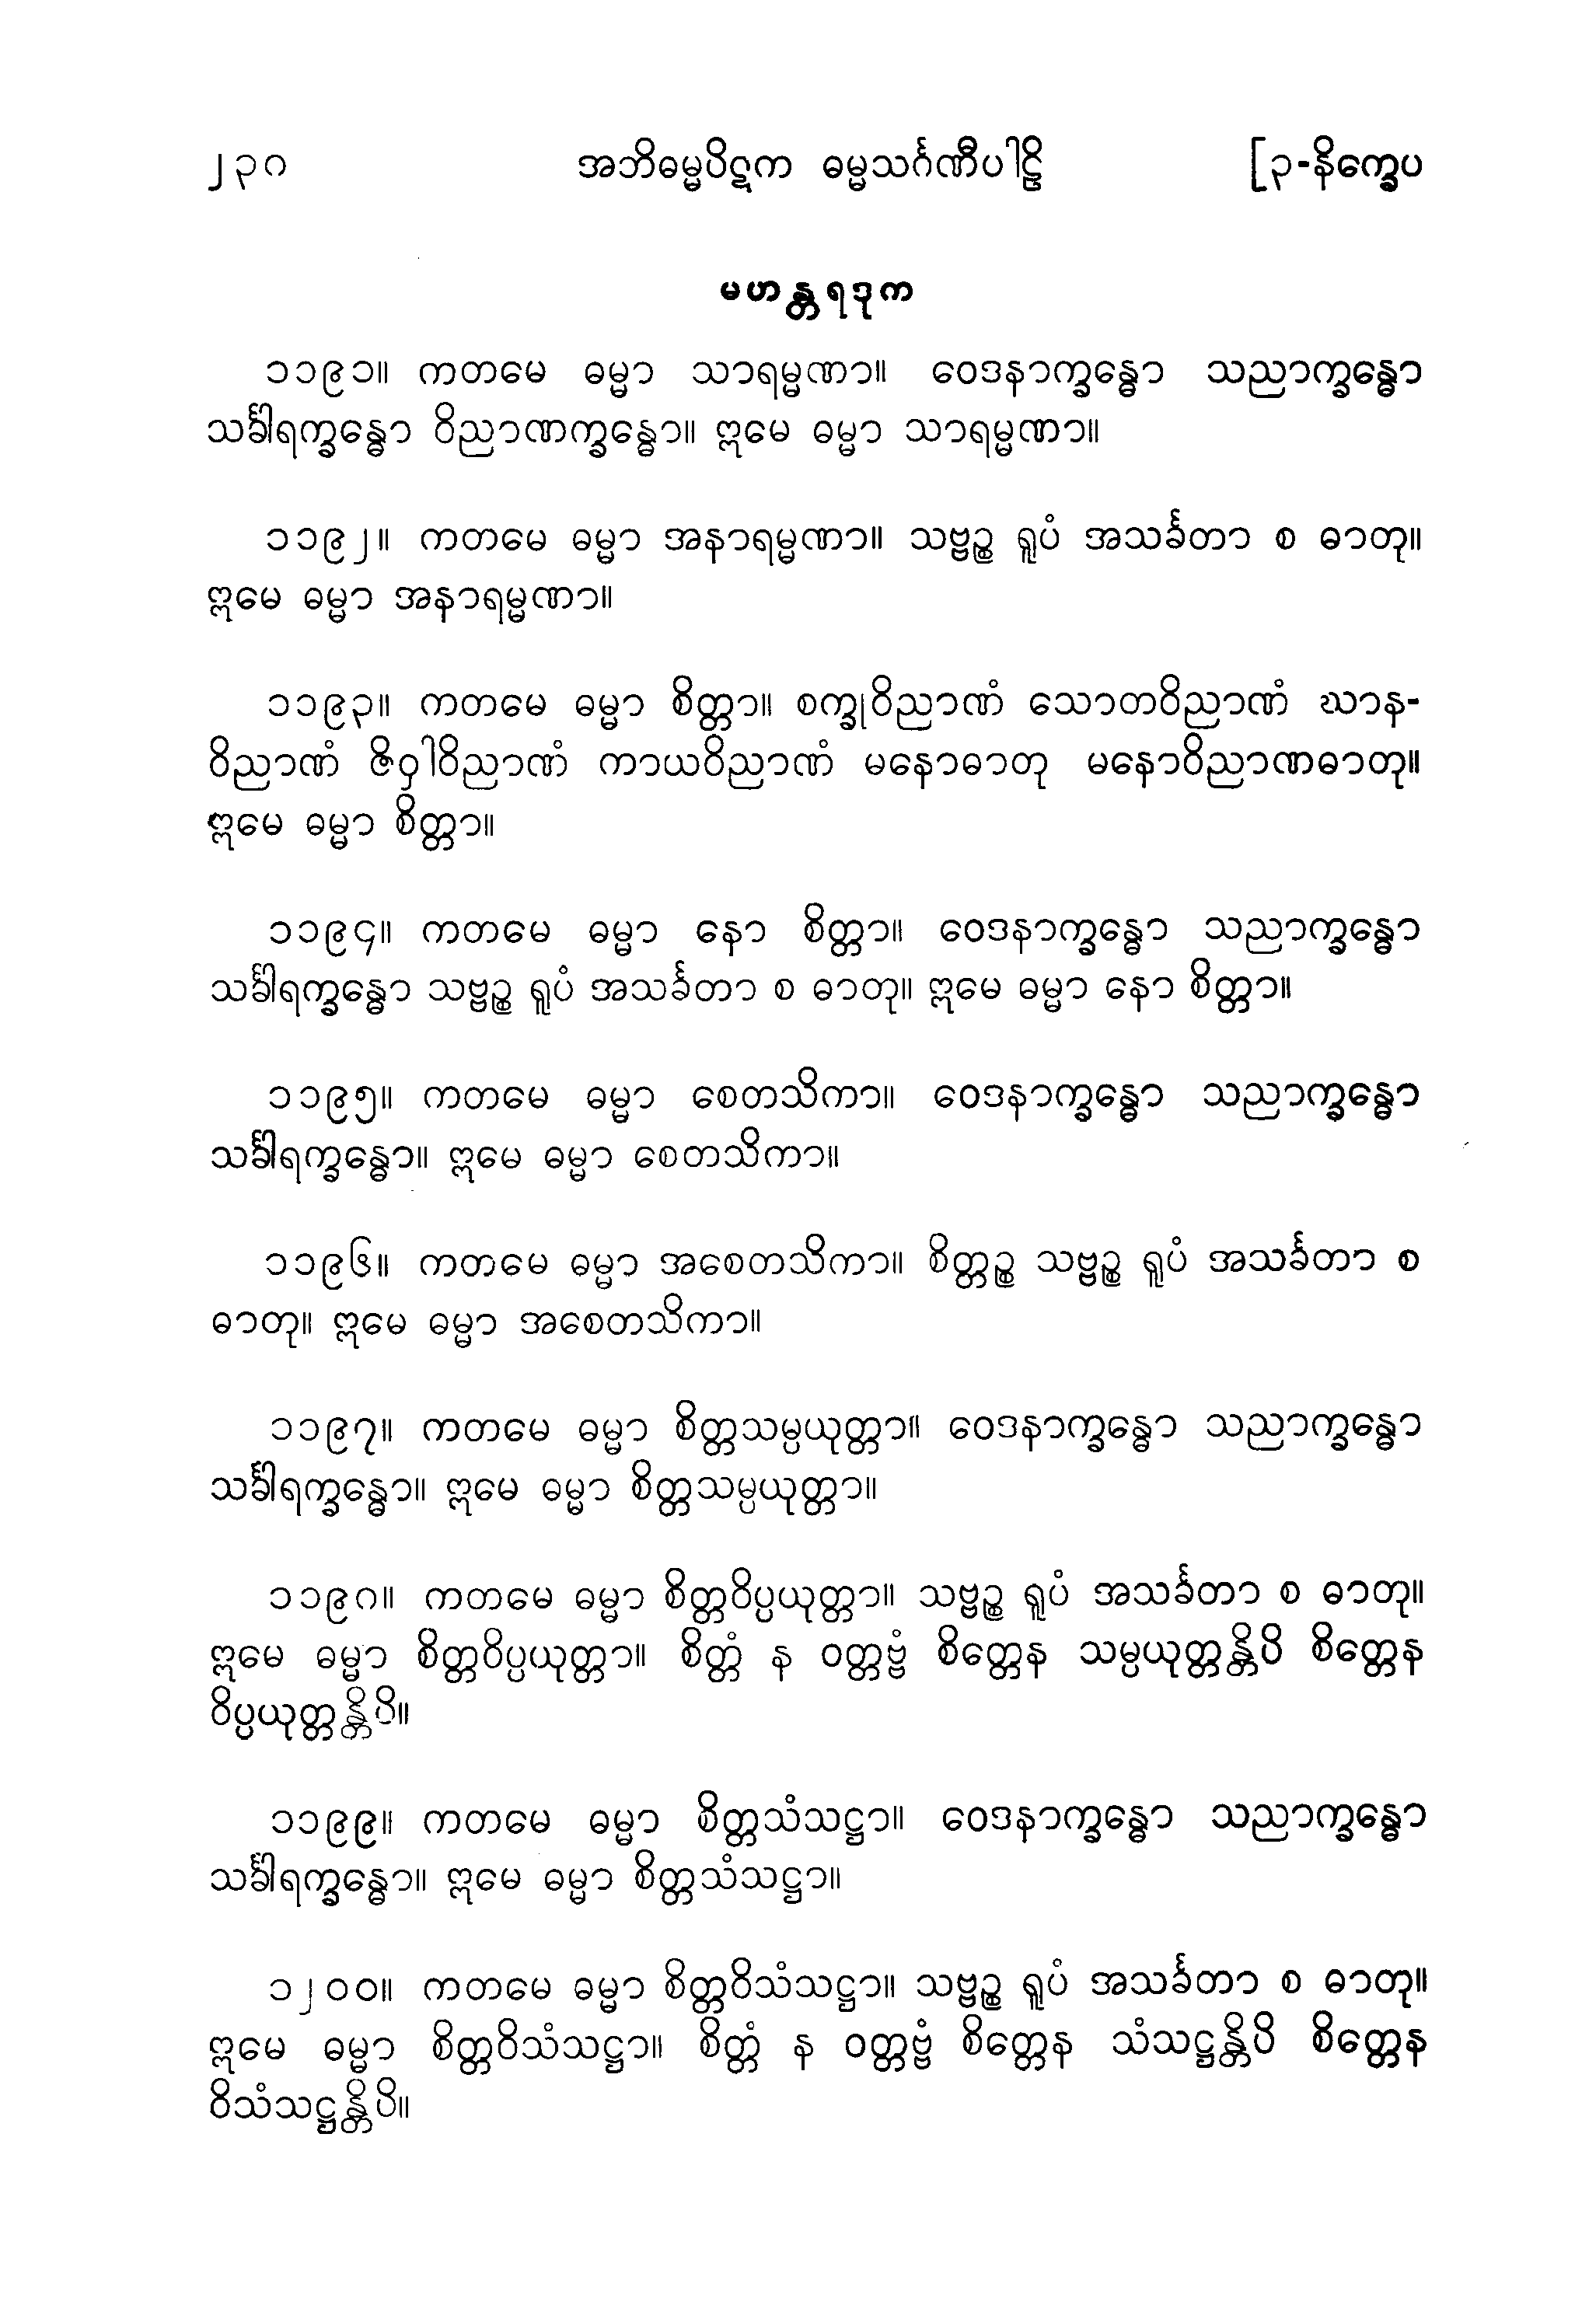 ၂၃၈ အဘိဓမ္မပိဋက ဓမ္မသင်္ဂဏီပါဠိ [၃-နိက္ခေပ
မဟန္တရဒုက
၁၁၉၁။ ကတမေ ဓမ္မာ သာရမ္မဏာ။ ဝေဒနာက္ခန္ဓော သညာက္ခန္ဓော
သင်္ခါရက္ခန္ဓော ဝိညာဏက္ခန္ဓော။ ဣမေ ဓမ္မာ သာရမ္မဏာ။
၁၁၉၂။ ကတမေ ဓမ္မာ အနာရမ္မဏာ။ သဗ္ဗဉ္စ ရူပံ အသင်္ခတာ စ ဓာတု။
ဣမေ ဓမ္မာ အနာရမ္မဏာ။
၁၁၉၃။ ကတမေ ဓမ္မာ စိတ္တာ။ စက္ခုဝိညာဏံ သောတဝိညာဏံ ဃာန-
ဝိညာဏံ ဇိဝှါဝိညာဏံ ကာယဝိညာဏံ မနောဓာတု မနောဝိညာဏဓာတု။
ဣမေ ဓမ္မာ စိတ္တာ။
၁၁၉၄။ ကတမေ ဓမ္မာ နော စိတ္တာ။ ဝေဒနာက္ခန္ဓော သညာက္ခန္ဓော
သင်္ခါရက္ခန္ဓော သဗ္ဗဉ္စ ရူပံ အသင်္ခတာ စ ဓာတု။ ဣမေ ဓမ္မာ နော စိတ္တာ။
၁၁၉၅။ ကတမေ ဓမ္မာ စေတသိကာ။ ဝေဒနာက္ခန္ဓော သညာက္ခန္ဓော
သင်္ခါရက္ခန္ဓော။ ဣမေ ဓမ္မာ စေတသိကာ။
၁၁၉၆။ ကတမေ ဓမ္မာ အစေတသိကာ။ စိတ္တဉ္စ သဗ္ဗဉ္စ ရူပံ အသင်္ခတာ စ
ဓာတု။ ဣမေ ဓမ္မာ အစေတသိကာ။
၁၁၉၇။ ကတမေ ဓမ္မာ စိတ္တသမ္ပယုတ္တာ။ ဝေဒနာက္ခန္ဓော သညာက္ခန္ဓော
သင်္ခါရက္ခန္ဓော။ ဣမေ ဓမ္မာ စိတ္တသမ္ပယုတ္တာ။
၁၁၉၈။ ကတမေ ဓမ္မာ စိတ္တဝိပ္ပယုတ္တာ။ သဗ္ဗဉ္စ ရူပံ အသင်္ခတာ စ ဓာတု။
ဣမေ ဓမ္မာ စိတ္တဝိပ္ပယုတ္တာ။ စိတ္တံ န ဝတ္တဗ္ဗံ စိတ္တေန သမ္ပယုတ္တန္တိပိ စိတ္တေန
ဝိပ္ပယုတ္တန္တိပိ။
၁၁၉၉။ ကတမေ ဓမ္မာ စိတ္တသံသဋ္ဌာ။ ဝေဒနာက္ခန္ဓော သညာက္ခန္ဓော
သင်္ခါရက္ခန္ဓော။ ဣမေ ဓမ္မာ စိတ္တသံသဋ္ဌာ။
၁၂၀၀။ ကတမေ ဓမ္မာ စိတ္တဝိသံသဋ္ဌာ။ သဗ္ဗဉ္စ ရူပံ အသင်္ခတာ စ ဓာတု။
ဣမေ ဓမ္မာ စိတ္တဝိသံသဋ္ဌာ။ စိတ္တံ န ဝတ္တဗ္ဗံ စိတ္တေန သံသဋ္ဌန္တိပိ စိတ္တေန
ဝိသံသဋ္ဌန္တိပိ။